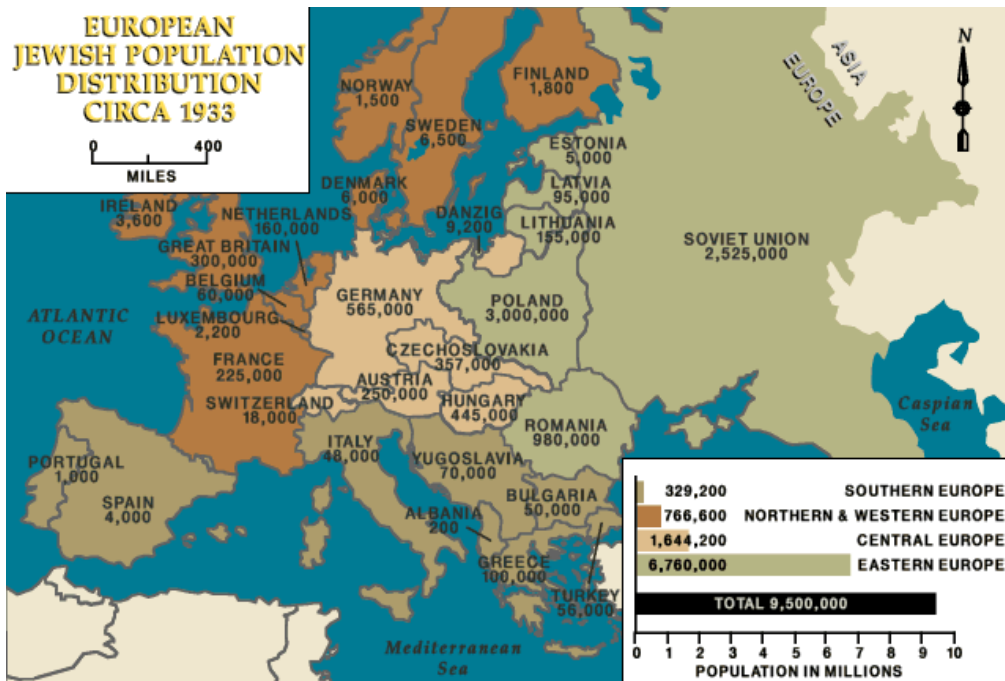 EUROPEAN
JEWISH POPULATION
DISTRIBUTION
CIRCA 1933
0 400
MILES
N
ASIA
EUROPE
NORWAY
1,500
FINLAND
1,800
SWEDEN
6,500
ESTONIA
5,000
LATVIA
95,000
LITHUANIA
155,000
DENMARK
6,000
DANZIG
9,200
IRELAND
3,600
NETHERLANDS
160,000
GREAT BRITAIN
300,000
BELGIUM
60,000
LUXEMBOURG
2,200
GERMANY
565,000
POLAND
3,000,000
SOVIET UNION
2,525,000
ATLANTIC
OCEAN
FRANCE
225,000
CZECHOSLOVAKIA
357,000
AUSTRIA
250,000
SWITZERLAND
18,000
HUNGARY
445,000
ROMANIA
980,000
Caspian
Sea
ITALY
48,000
YUGOSLAVIA
70,000
PORTUGAL
1,000
SPAIN
4,000
BULGARIA
50,000
ALBANIA
200
GREECE
100,000
TURKEY
56,000
Mediterranean
Sea
329,200 SOUTHERN EUROPE
766,600 NORTHERN & WESTERN EUROPE
1,644,200 CENTRAL EUROPE
6,760,000 EASTERN EUROPE
TOTAL 9,500,000
0 1 2 3 4 5 6 7 8 9 10
POPULATION IN MILLIONS